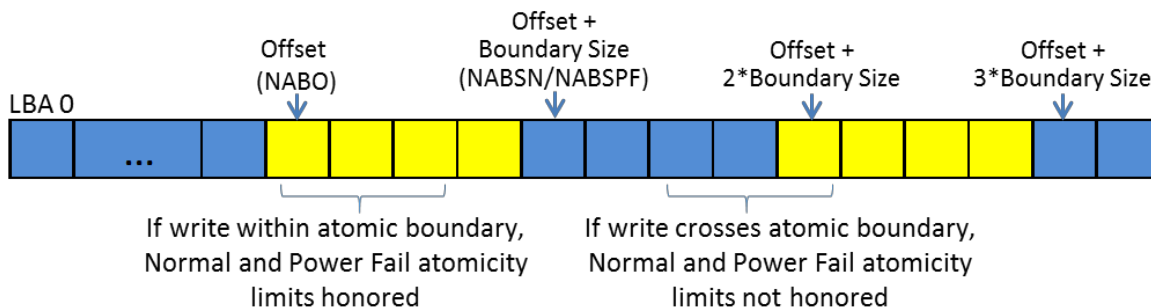 Offset
(NABO)
Offset +
Boundary Size
(NABSN/NABSPF)
Offset +
2*Boundary Size
Offset +
3*Boundary Size
LBA 0
...
If write within atomic boundary,
Normal and Power Fail atomicity
limits honored
If write crosses atomic boundary,
Normal and Power Fail atomicity
limits not honored